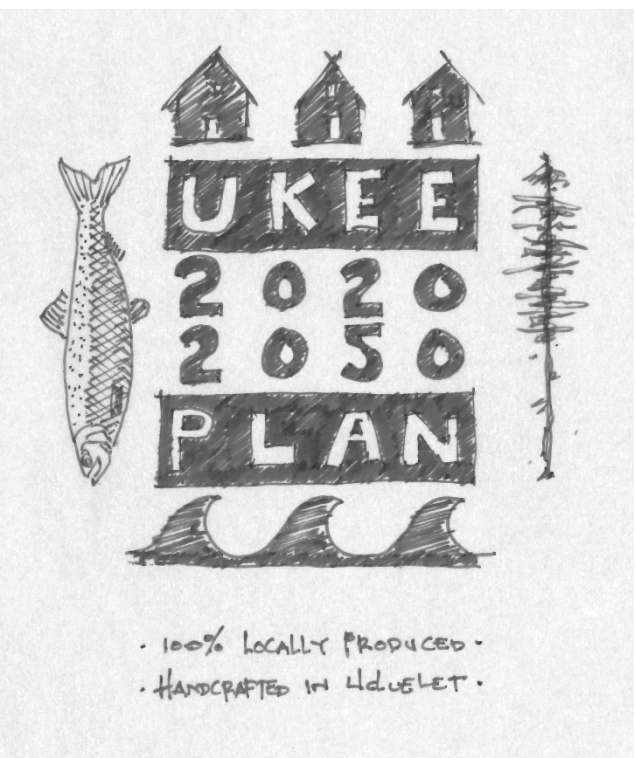 UKEE
2020
2050
PLAN
· 100% LOCALLY PRODUCED ·
· HANDCRAFTED IN UCLUELET ·